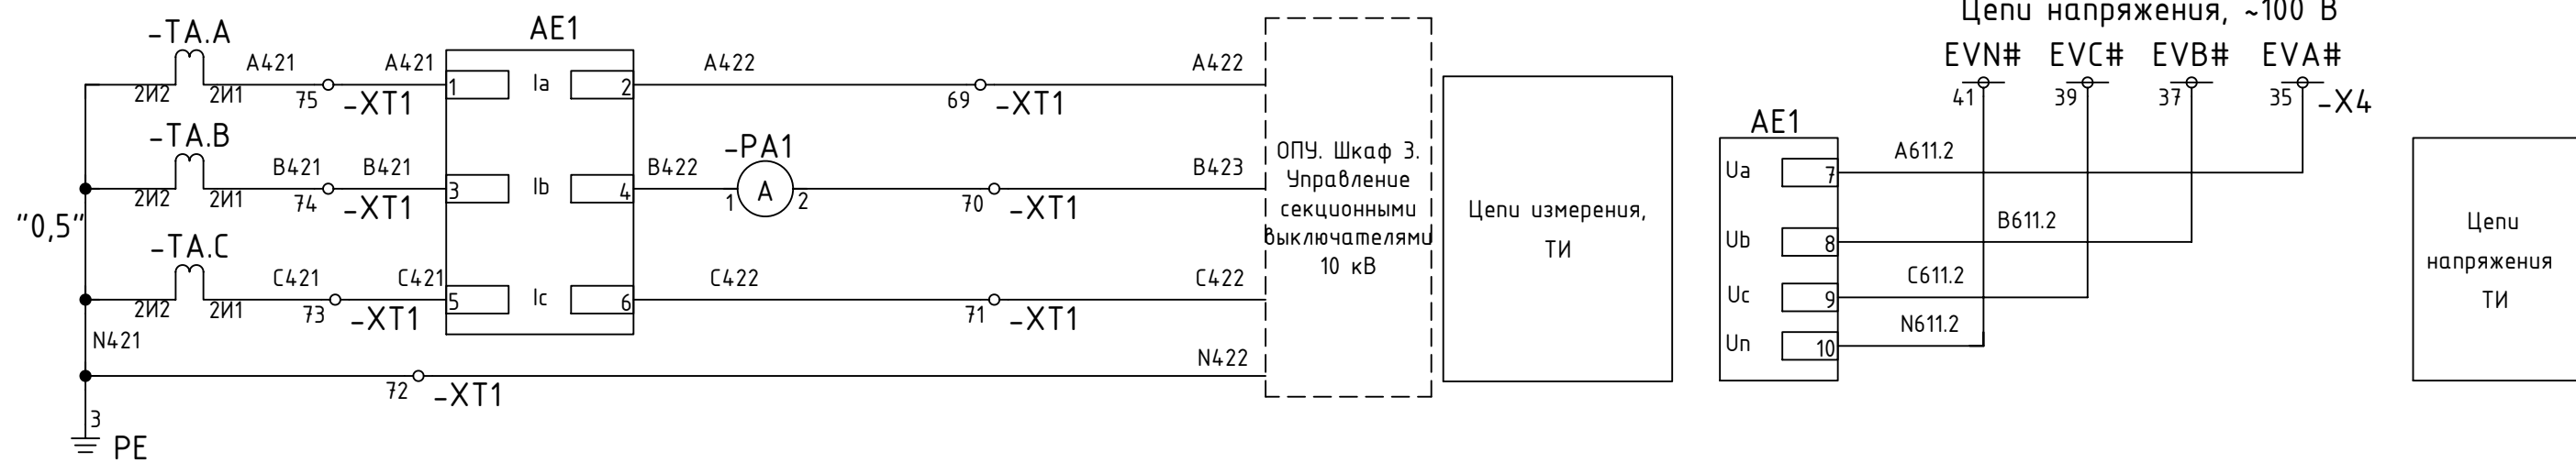 Цепи напряжения, ~100 В
-TA.A
AE1
EVN# EVC# EVB# EVA#
A421 A421 A422 A422
2И2 2И1 75 -XT1 1 Ia 2 69 -XT1
41 39 37 35 -X4
-TA.B
-PA1
AE1
B421 B421 B422 B423
2И2 2И1 74 -XT1 3 Ib 4 1 A 2 70 -XT1
"0,5"
ОПУ. Шкаф 3.
Управление
секционными
выключателями
10 кВ
Цепи измерения,
ТИ
Ua 7 A611.2
Ub 8 B611.2
Uc 9 C611.2
Un 10 N611.2
Цепи
напряжения
ТИ
-TA.C
C421 C421 C422 C422
2И2 2И1 73 -XT1 5 Ic 6 71 -XT1
N421 N422
72 -XT1
3
PE